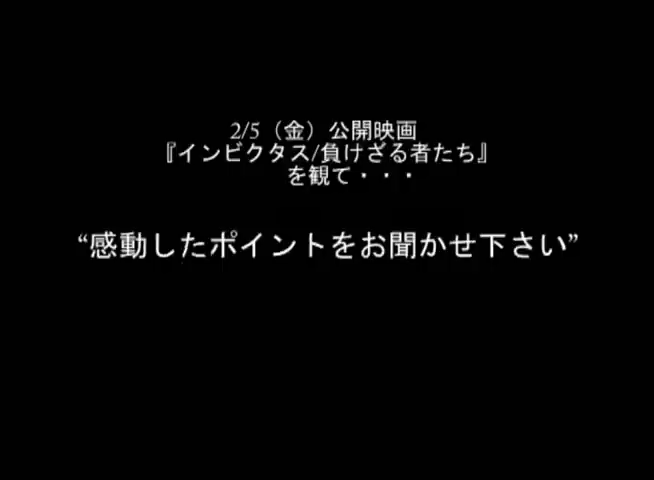 2/5（金）公開映画
『インビクタス/負けざる者たち』
を観て・・・
“感動したポイントをお聞かせ下さい”